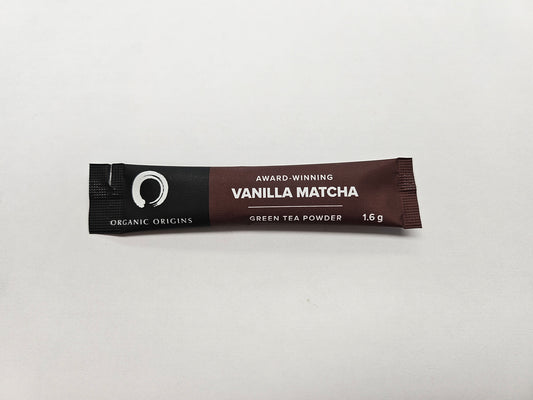 ORGANIC ORIGINS
AWARD-WINNING
VANILLA MATCHA
GREEN TEA POWDER 1.6 g